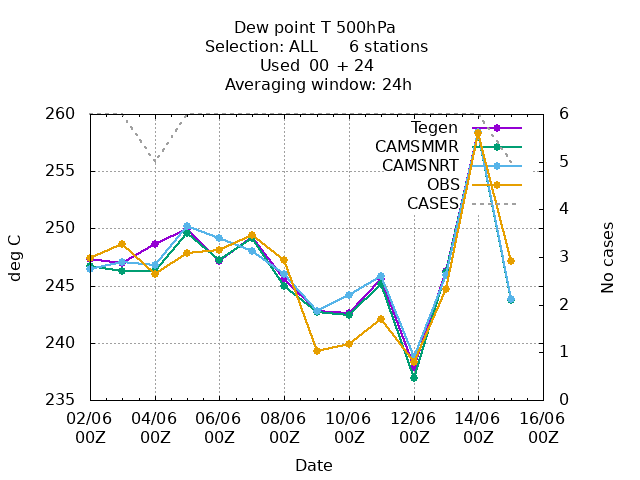 Dew point T 500hPa
Selection: ALL 6 stations
Used 00 + 24
Averaging window: 24h
260 6
Tegen
CAMSMMR
255 5
CAMSNRT
OBS
CASES
4
250
3
245
2
240
1
235 0
deg C
No cases
02/06 04/06 06/06 08/06 10/06 12/06 14/06 16/06
00Z 00Z 00Z 00Z 00Z 00Z 00Z 00Z
Date